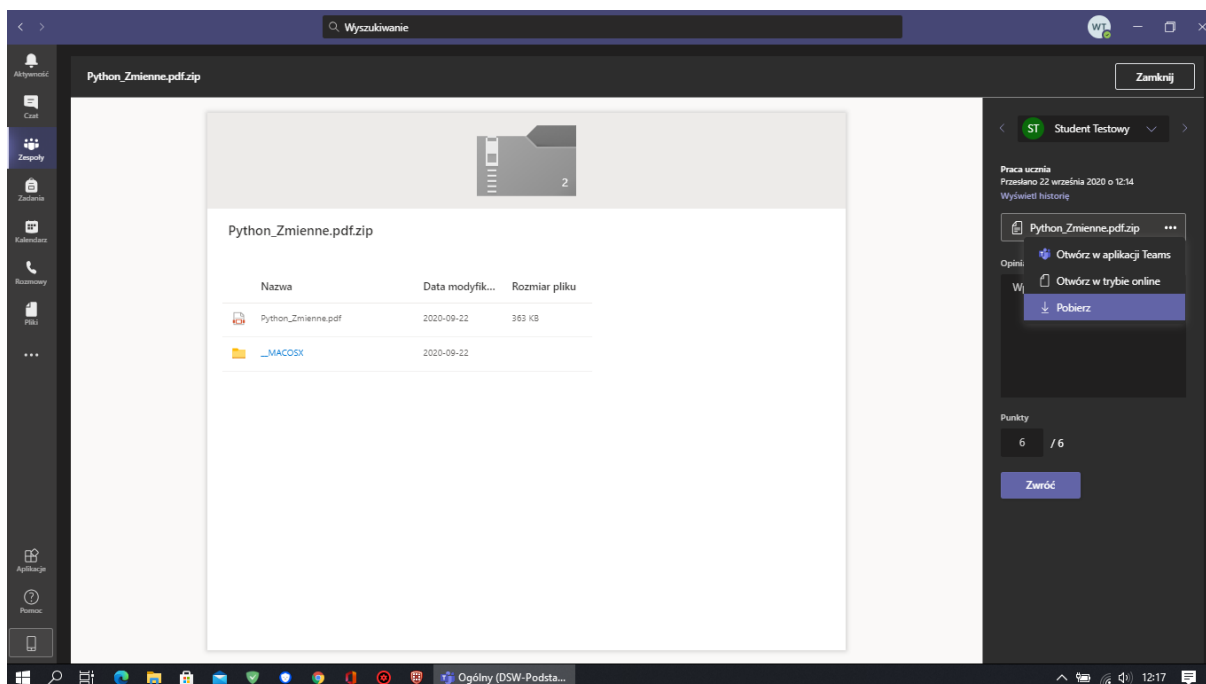 Wyszukiwanie
WT
Aktywność
Czat
Zespoły
Zadania
Kalendarz
Rozmowy
Pliki
Aplikacje
Pomoc
Python_Zmienne.pdf.zip
Zamknij
2
Python_Zmienne.pdf.zip
Nazwa Data modyfik... Rozmiar pliku
Python_Zmienne.pdf 2020-09-22 363 KB
__MACOSX 2020-09-22
ST Student Testowy
Praca ucznia
Przesłano 22 września 2020 o 12:14
Wyświetl historię
Python_Zmienne.pdf.zip
Otwórz w aplikacji Teams
Otwórz w trybie online
Pobierz
Punkty
6 / 6
Zwróć
Ogólny (DSW-Podsta...
12:17